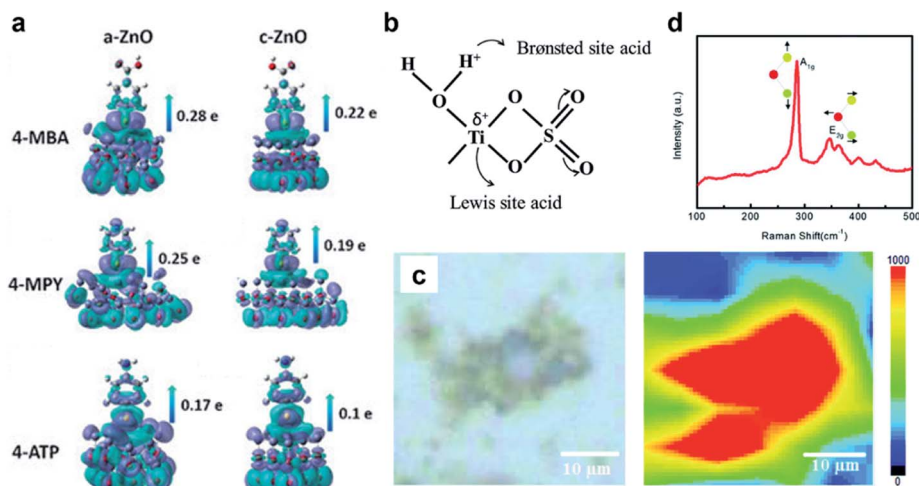 a
a-ZnO
c-ZnO
4-MBA
0.28 e
0.22 e
4-MPY
0.25 e
0.19 e
4-ATP
0.17 e
0.1 e
b
H
H+
Brønsted site acid
O
δ+
Ti
O
O
S
O
O
Lewis site acid
c
10 µm
10 µm
1000
0
d
A1g
E2g
Intensity (a.u.)
100 200 300 400 500
Raman Shift(cm-1)